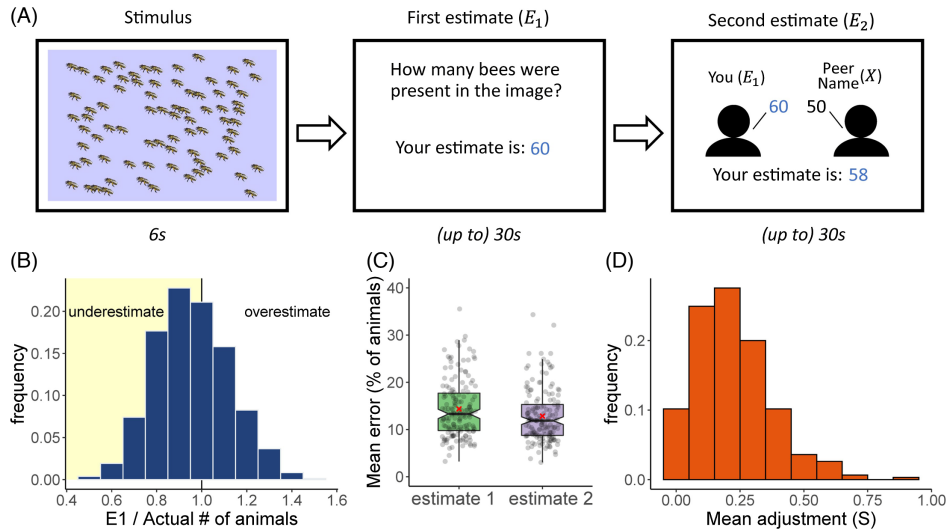 (A)
Stimulus
First estimate (E₁)
Second estimate (E₂)
How many bees were
present in the image?
Your estimate is: 60
You (E₁)
Peer
Name (X)
60
50
Your estimate is: 58
6s
(up to) 30s
(up to) 30s
(B)
underestimate
overestimate
frequency
0.20
0.15
0.10
0.05
0.00
0.4 0.6 0.8 1.0 1.2 1.4 1.6
E1 / Actual # of animals
(C)
Mean error (% of animals)
40
30
20
10
0
estimate 1 estimate 2
(D)
frequency
0.2
0.1
0.0
0.00 0.25 0.50 0.75 1.00
Mean adjustment (S)